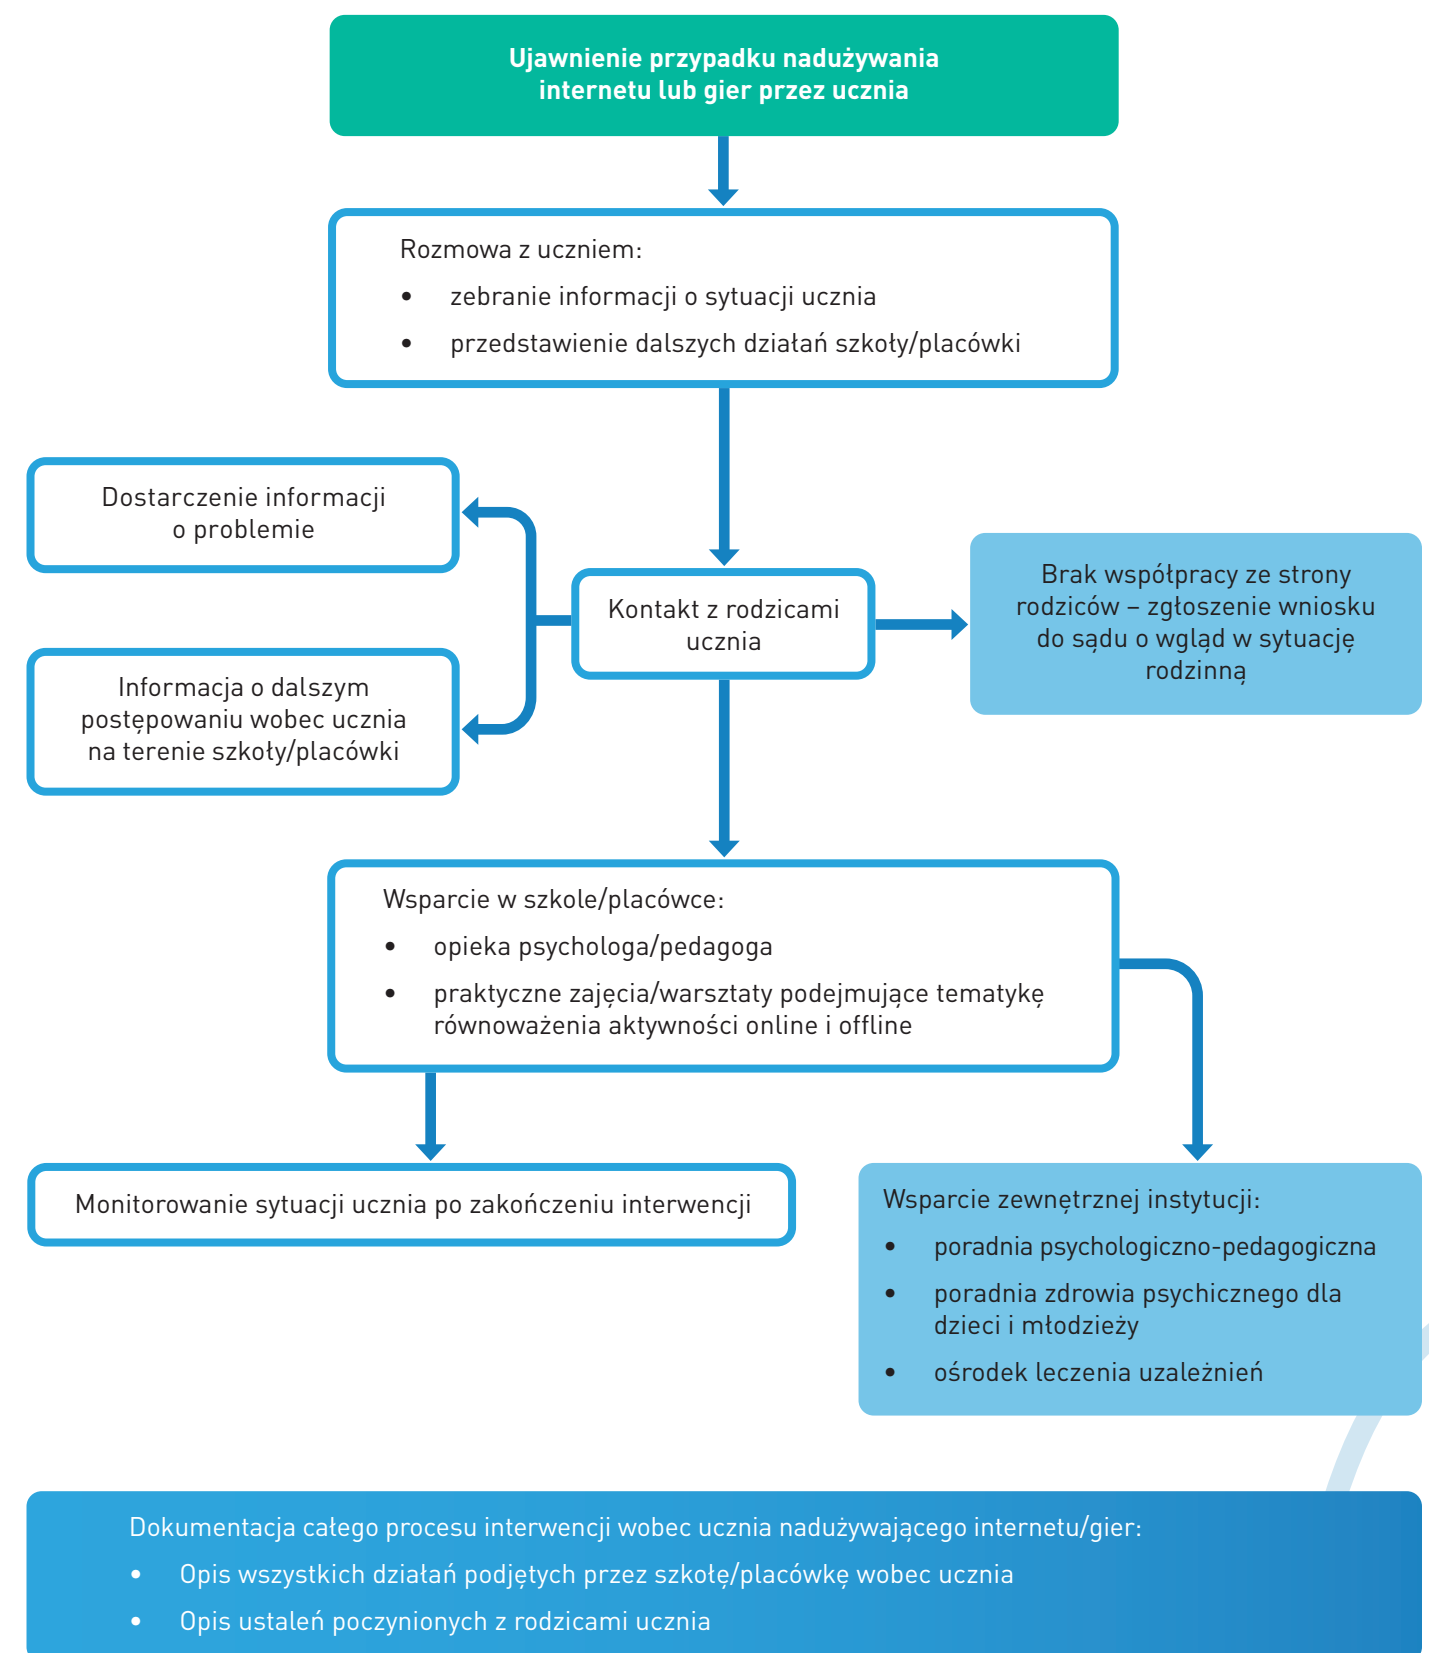 Ujawnienie przypadku nadużywania
internetu lub gier przez ucznia
Rozmowa z uczniem:
• zebranie informacji o sytuacji ucznia
• przedstawienie dalszych działań szkoły/placówki
Dostarczenie informacji
o problemie
Informacja o dalszym
postępowaniu wobec ucznia
na terenie szkoły/placówki
Kontakt z rodzicami
ucznia
Brak współpracy ze strony
rodziców – zgłoszenie wniosku
do sądu o wgląd w sytuację
rodzinną
Wsparcie w szkole/placówce:
• opieka psychologa/pedagoga
• praktyczne zajęcia/warsztaty podejmujące tematykę
równoważenia aktywności online i offline
Monitorowanie sytuacji ucznia po zakończeniu interwencji
Wsparcie zewnętrznej instytucji:
• poradnia psychologiczno-pedagogiczna
• poradnia zdrowia psychicznego dla
dzieci i młodzieży
• ośrodek leczenia uzależnień
Dokumentacja całego procesu interwencji wobec ucznia nadużywającego internetu/gier:
• Opis wszystkich działań podjętych przez szkołę/placówkę wobec ucznia
• Opis ustaleń poczynionych z rodzicami ucznia